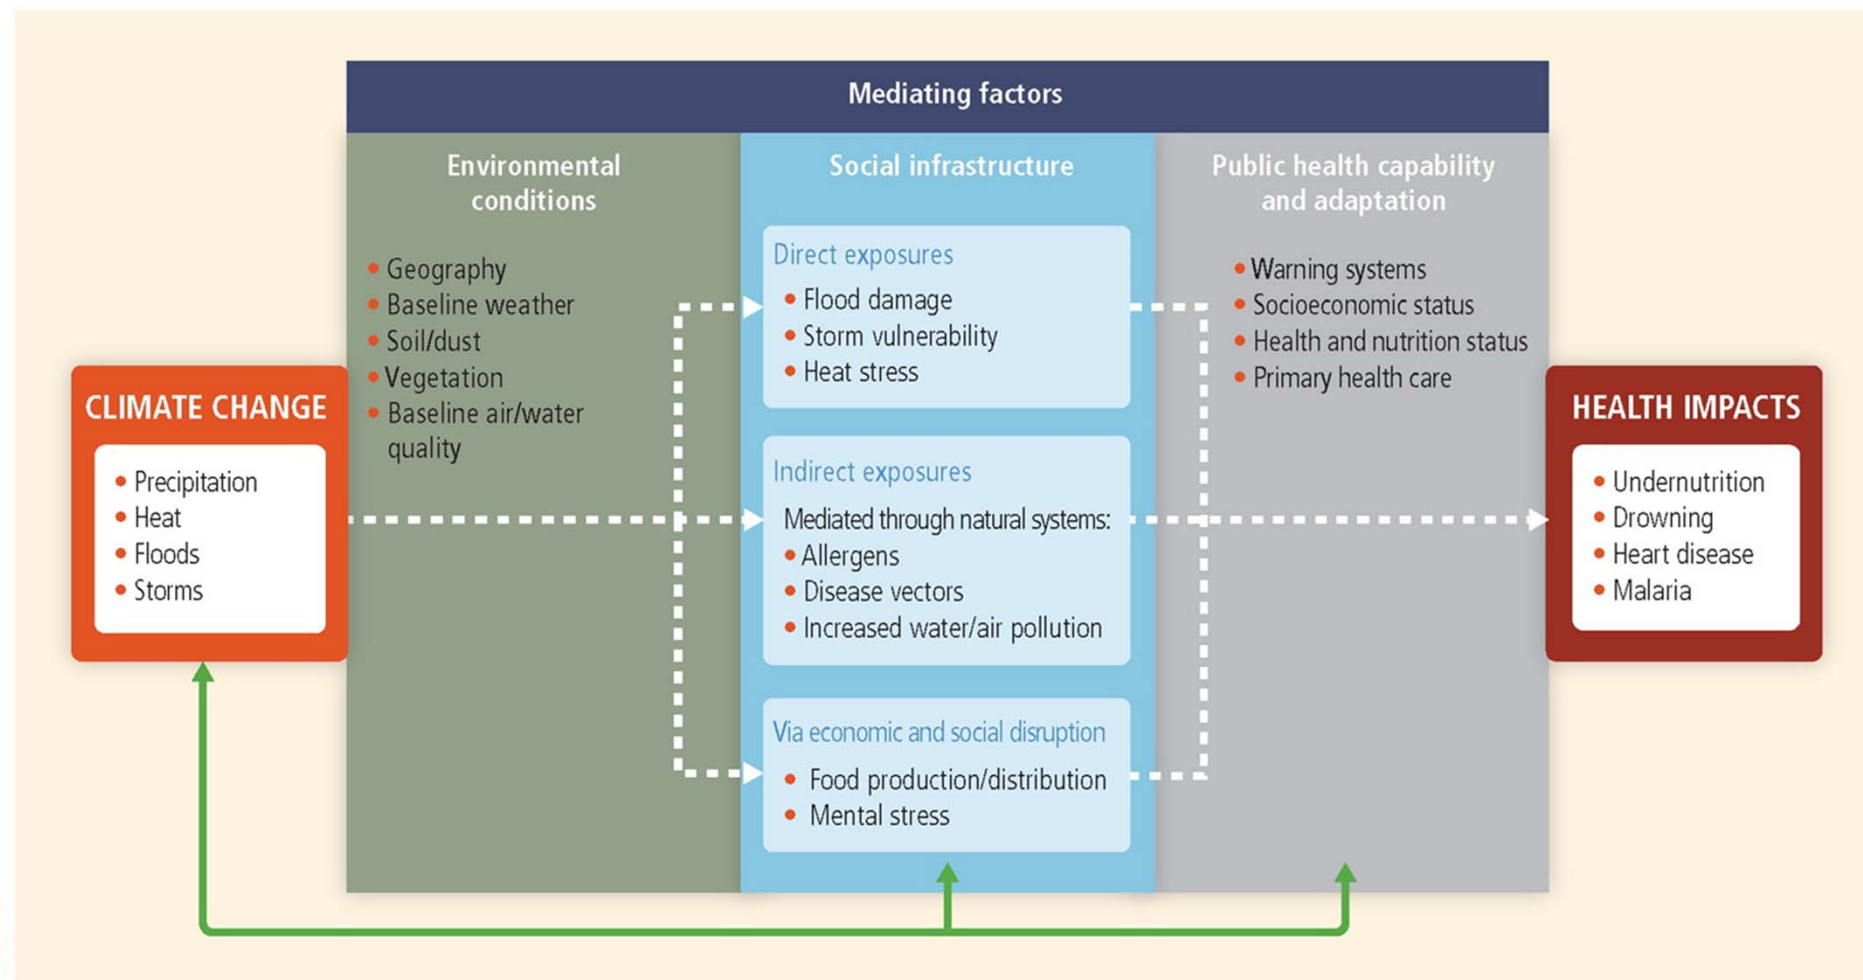 Mediating factors
Environmental
conditions
Geography
Baseline weather
Soil/dust
Vegetation
Baseline air/water
quality
Social infrastructure
Direct exposures
Flood damage
Storm vulnerability
Heat stress
Indirect exposures
Mediated through natural systems:
Allergens
Disease vectors
Increased water/air pollution
Via economic and social disruption
Food production/distribution
Mental stress
Public health capability
and adaptation
Warning systems
Socioeconomic status
Health and nutrition status
Primary health care
CLIMATE CHANGE
Precipitation
Heat
Floods
Storms
HEALTH IMPACTS
Undernutrition
Drowning
Heart disease
Malaria